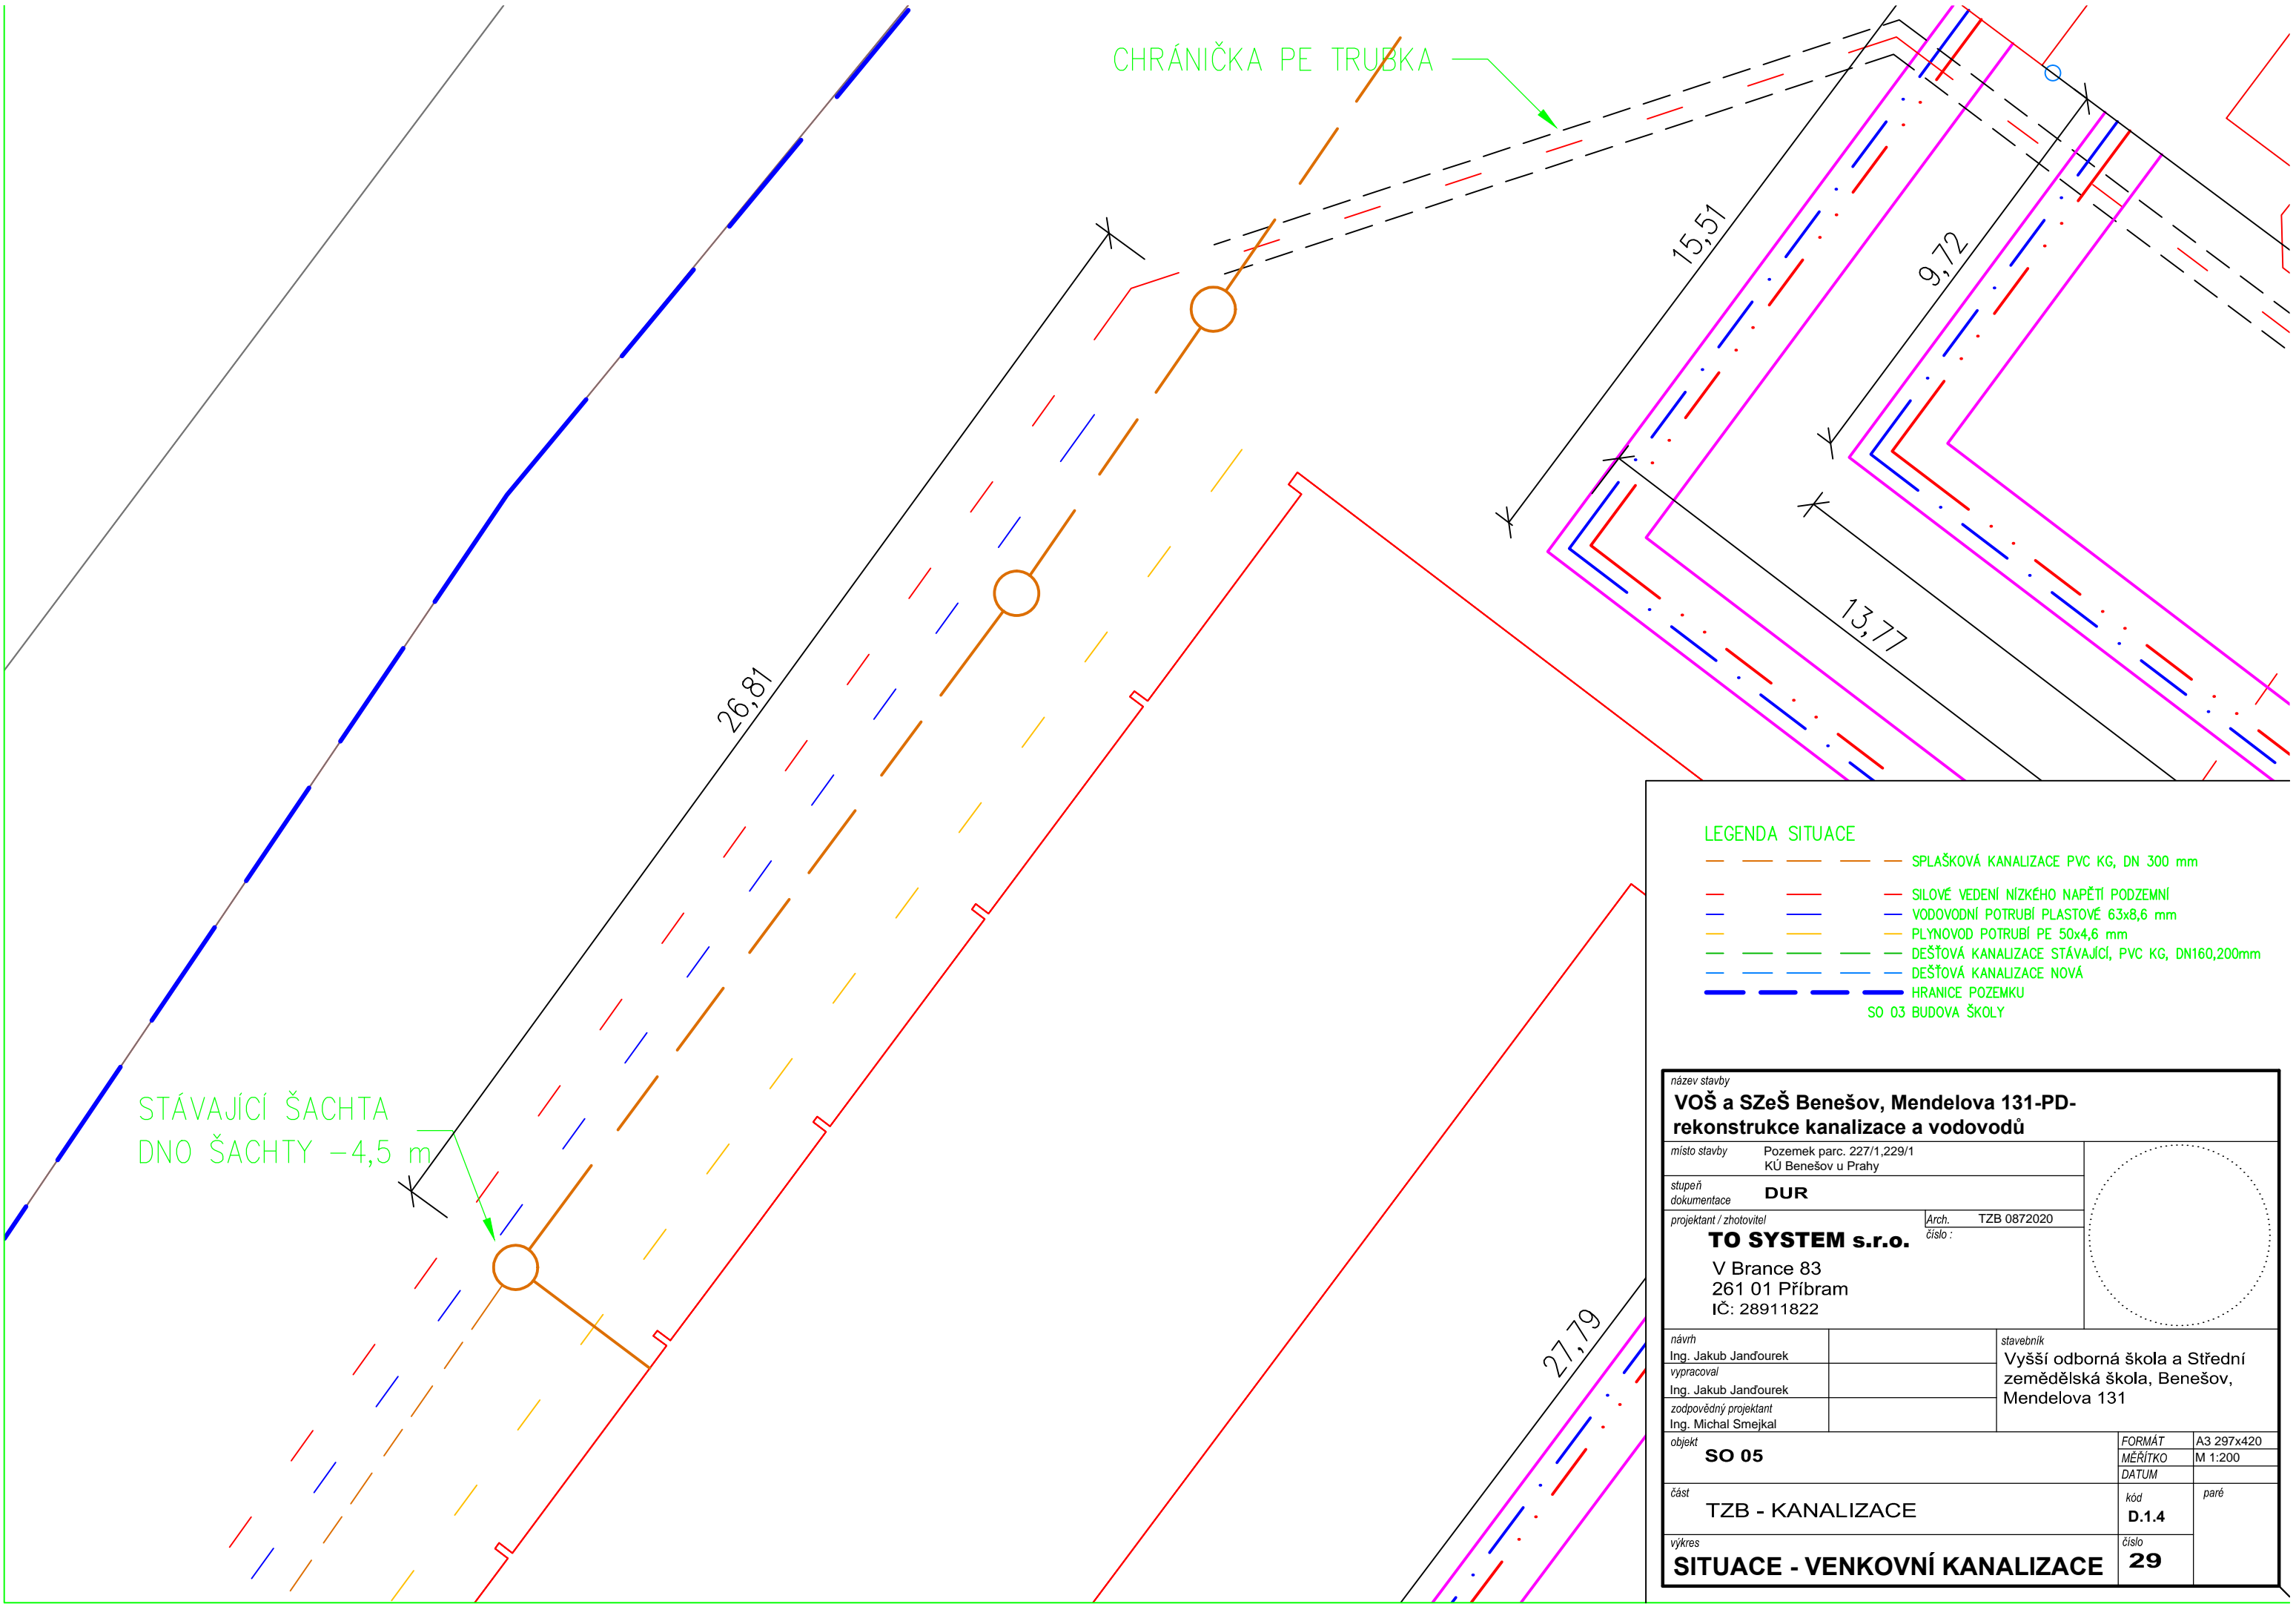 CHRÁNIČKA PE TRUBKA
15,51
9,72
13,77
26,81
STÁVAJÍCÍ ŠACHTA
DNO ŠACHTY -4,5 m
27,79
LEGENDA SITUACE
SPLAŠKOVÁ KANALIZACE PVC KG, DN 300 mm
SILOVÉ VEDENÍ NÍZKÉHO NAPĚTÍ PODZEMNÍ
VODOVODNÍ POTRUBÍ PLASTOVÉ 63x8,6 mm
PLYNOVOD POTRUBÍ PE 50x4,6 mm
DEŠŤOVÁ KANALIZACE STÁVAJÍCÍ, PVC KG, DN160,200mm
DEŠŤOVÁ KANALIZACE NOVÁ
HRANICE POZEMKU
SO 03 BUDOVA ŠKOLY
název stavby
VOŠ a SZeŠ Benešov, Mendelova 131-PD-
rekonstrukce kanalizace a vodovodů
místo stavby Pozemek parc. 227/1,229/1
KÚ Benešov u Prahy
stupeň
dokumentace DUR
projektant / zhotovitel
Arch. TZB 0872020
číslo :
TO SYSTEM s.r.o.
V Brance 83
261 01 Příbram
IČ: 28911822
návrh
Ing. Jakub Janďourek
vypracoval
Ing. Jakub Janďourek
zodpovědný projektant
Ing. Michal Smejkal
stavebník
Vyšší odborná škola a Střední
zemědělská škola, Benešov,
Mendelova 131
objekt SO 05
FORMÁT A3 297x420
MĚŘÍTKO M 1:200
DATUM
část
TZB - KANALIZACE
kód
D.1.4
paré
výkres
SITUACE - VENKOVNÍ KANALIZACE
číslo
29